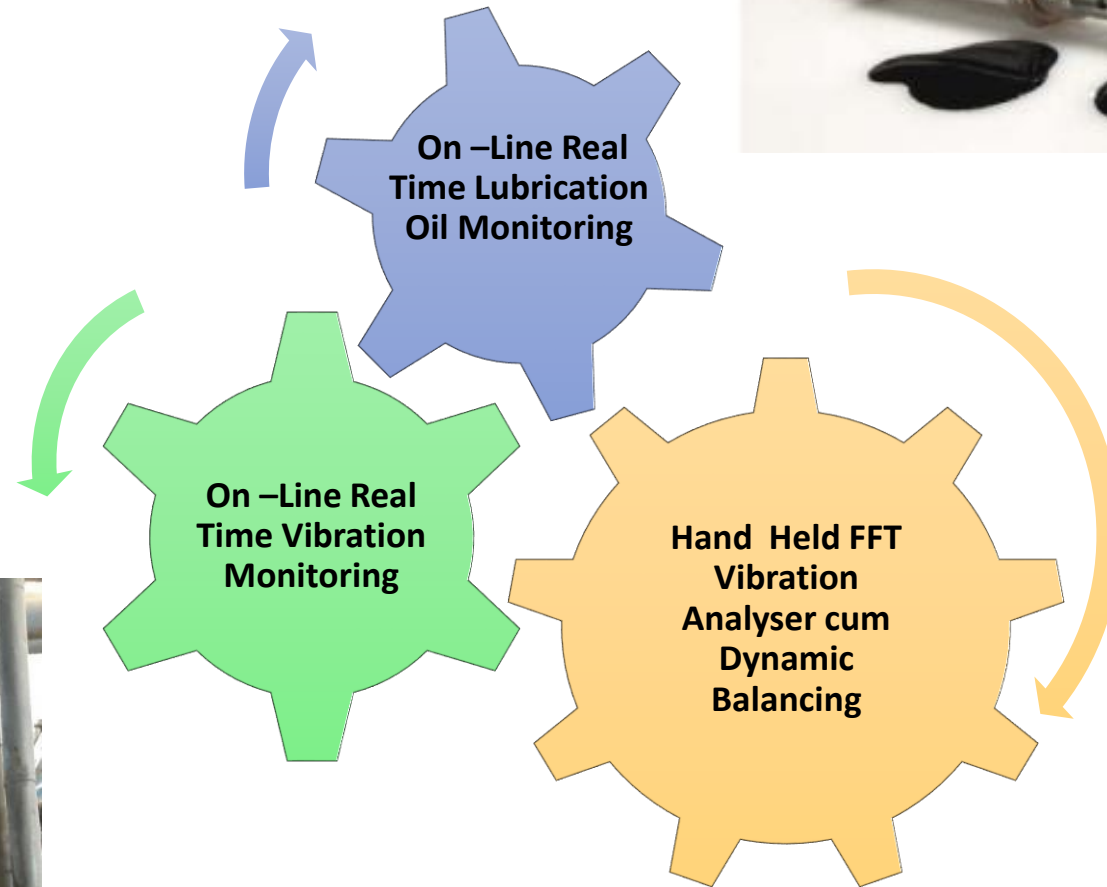 On –Line Real
Time Lubrication
Oil Monitoring
On –Line Real
Time Vibration
Monitoring
Hand  Held FFT
Vibration
Analyser cum
Dynamic
Balancing